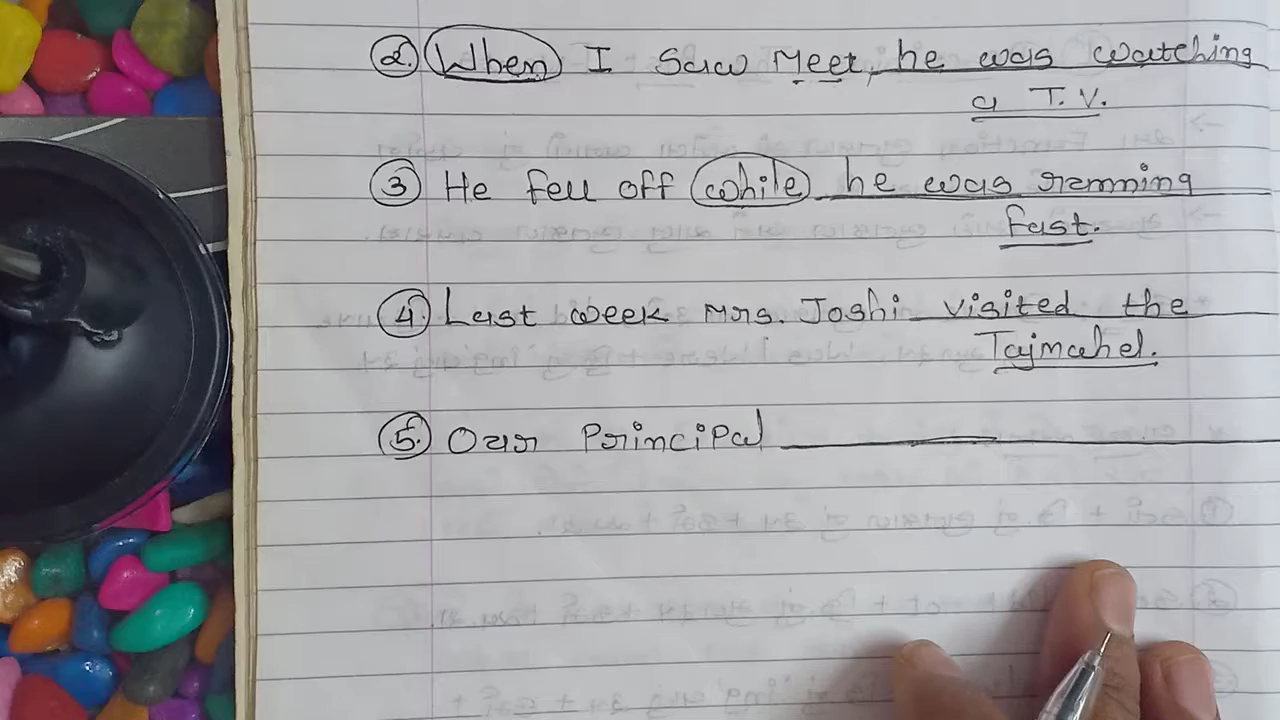 2. When I saw Meet, he was watching
a T.V.
3. He fell off while he was running
fast.
4. Last week Mrs. Joshi visited the
Tajmahel.
5. Our Principal